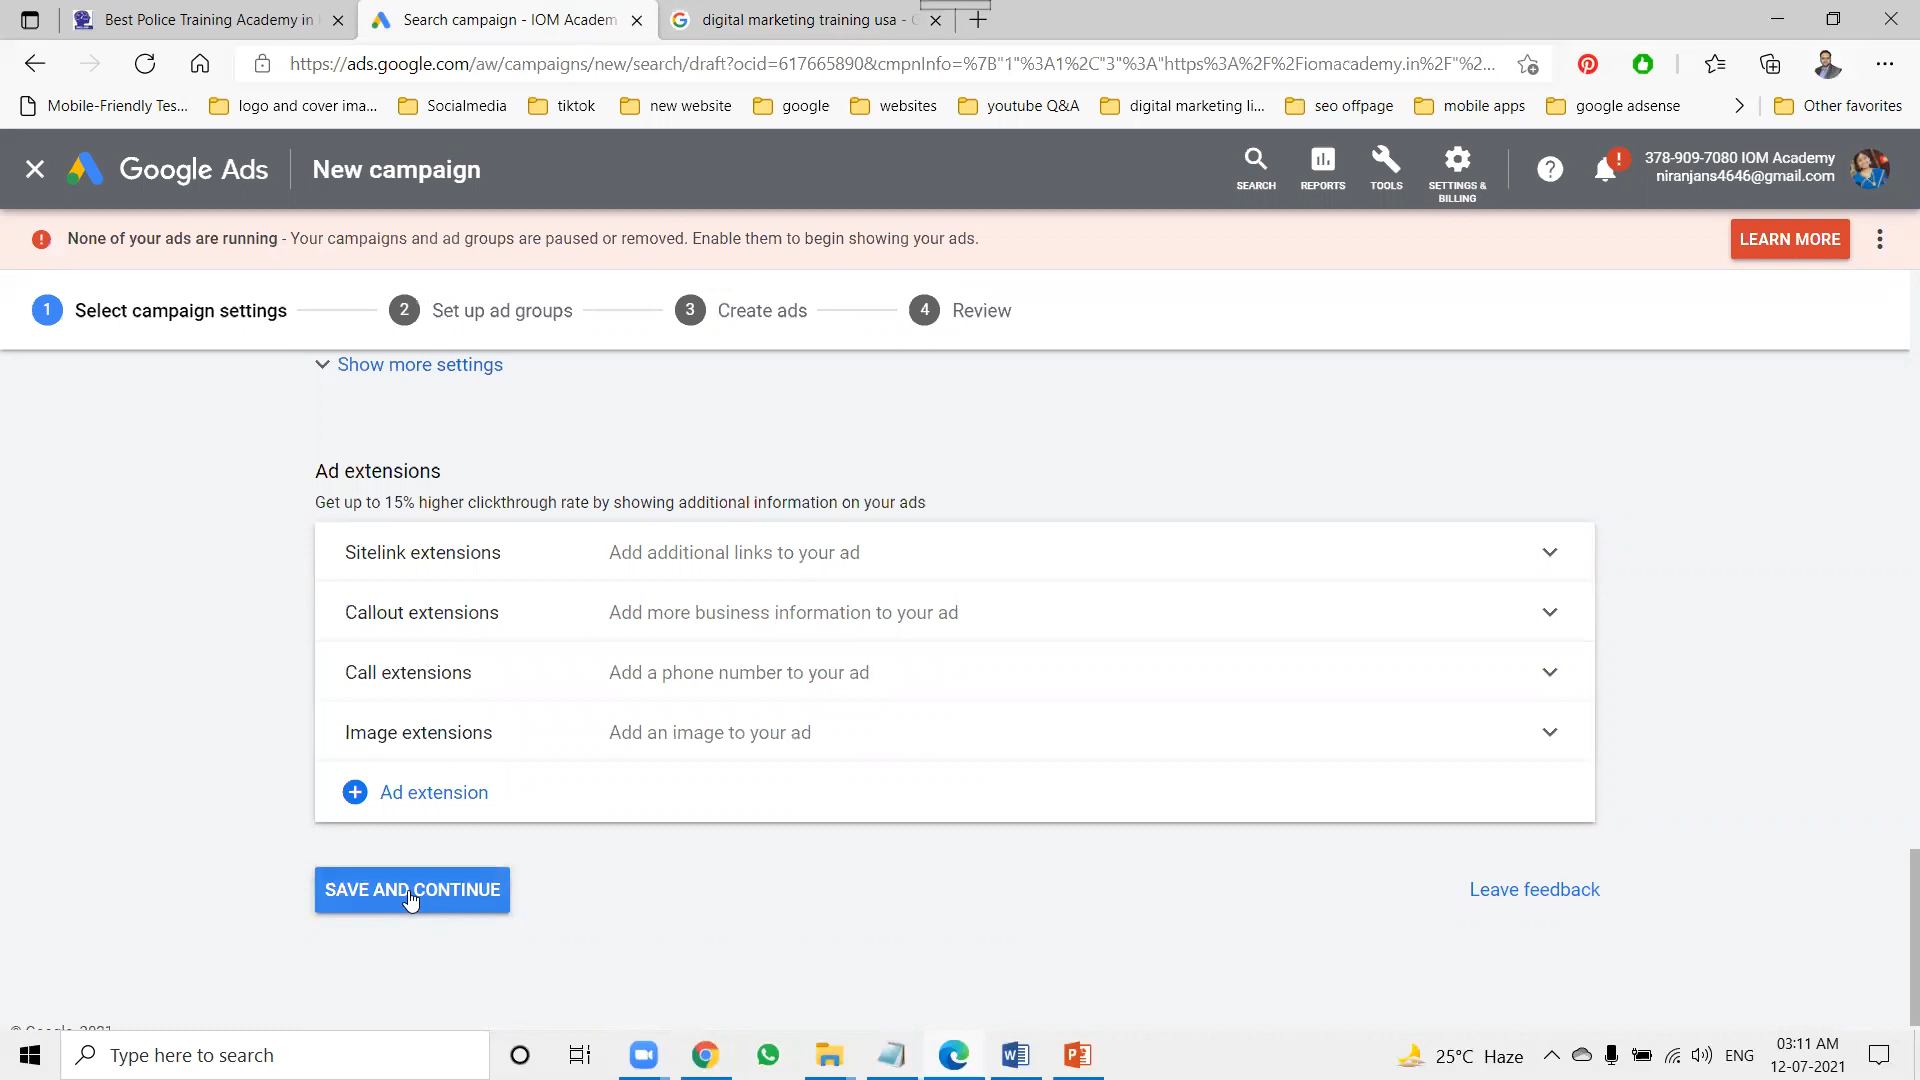 Best Police Training Academy in
Search campaign - IOM Academ
digital marketing training usa -
https://ads.google.com/aw/campaigns/new/search/draft?ocid=617665890&cmpnInfo=%7B"1"%3A1%2C"3"%3A"https%3A%2F%2Fiomacademy.in%2F"%2...
Mobile-Friendly Tes...
logo and cover ima...
Socialmedia
tiktok
new website
google
websites
youtube Q&A
digital marketing li...
seo offpage
mobile apps
google adsense
Other favorites
Google Ads
New campaign
SEARCH
REPORTS
TOOLS
SETTINGS &
BILLING
378-909-7080 IOM Academy
niranjans4646@gmail.com
None of your ads are running - Your campaigns and ad groups are paused or removed. Enable them to begin showing your ads.
LEARN MORE
1 Select campaign settings
2 Set up ad groups
3 Create ads
4 Review
Show more settings
Ad extensions
Get up to 15% higher clickthrough rate by showing additional information on your ads
Sitelink extensions Add additional links to your ad
Callout extensions Add more business information to your ad
Call extensions Add a phone number to your ad
Image extensions Add an image to your ad
Ad extension
SAVE AND CONTINUE
Leave feedback
Type here to search
25°C Haze
ENG
03:11 AM
12-07-2021